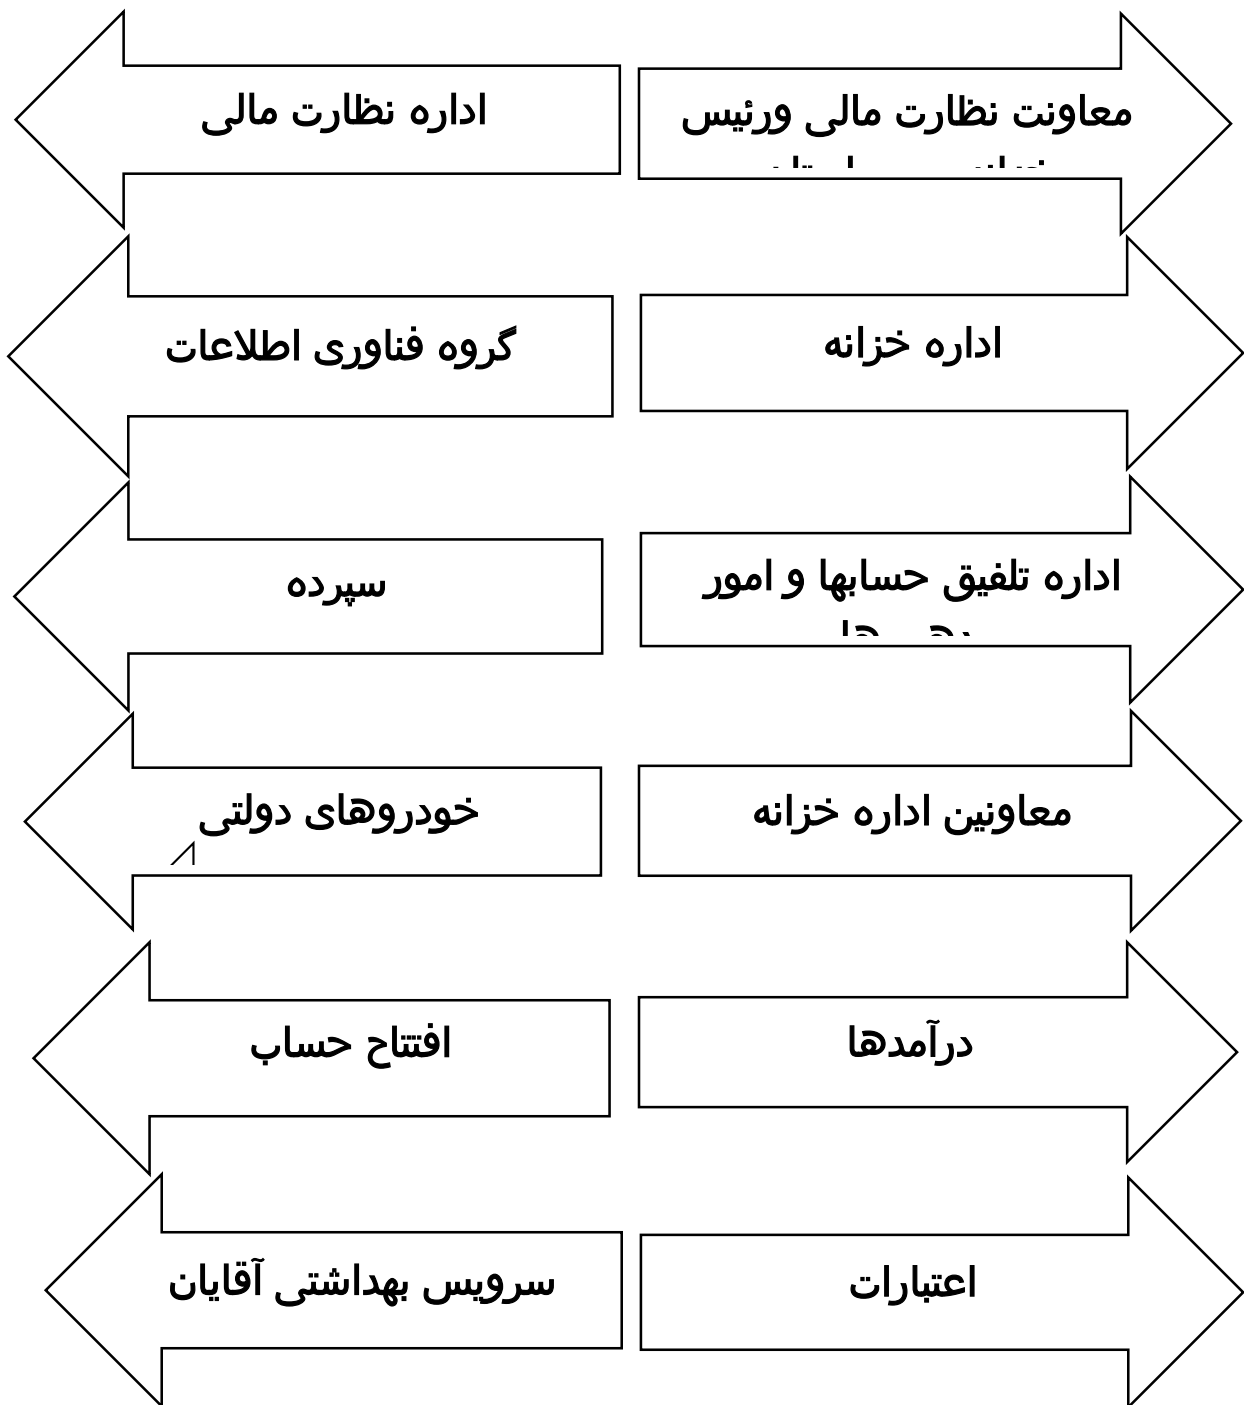 معاونت نظارت مالی ورئیس
اداره نظارت مالی
اداره خزانه
گروه فناوری اطلاعات
اداره تلفیق حسابها و امور
سپرده
معاونین اداره خزانه
خودروهای دولتی
درآمدها
افتتاح حساب
اعتبارات
سرویس بهداشتی آقایان